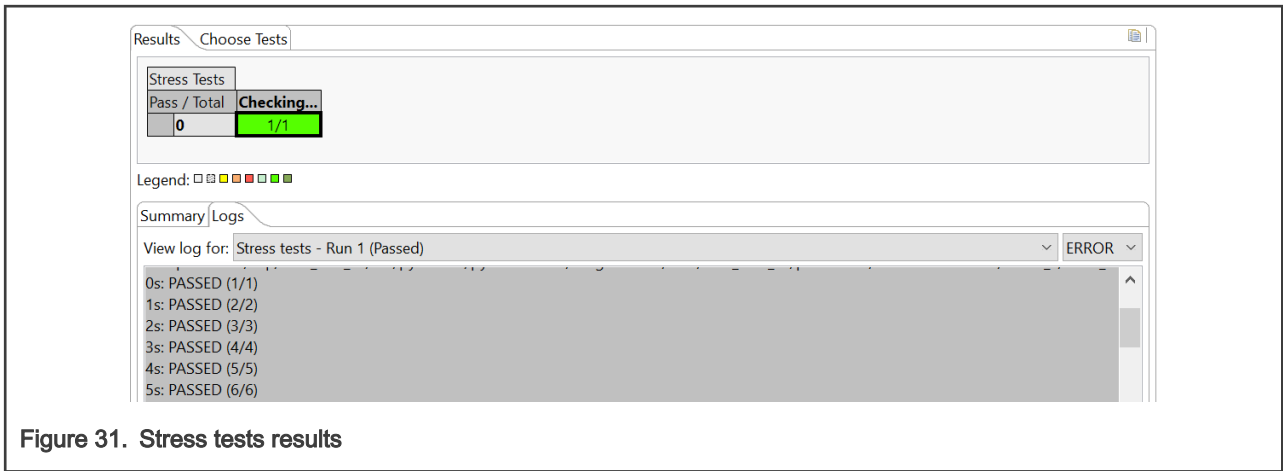 Results Choose Tests
Stress Tests
Pass / Total Checking...
0 1/1
Legend:
Summary Logs
View log for: Stress tests - Run 1 (Passed) ERROR
0s: PASSED (1/1)
1s: PASSED (2/2)
2s: PASSED (3/3)
3s: PASSED (4/4)
4s: PASSED (5/5)
5s: PASSED (6/6)
Figure 31. Stress tests results